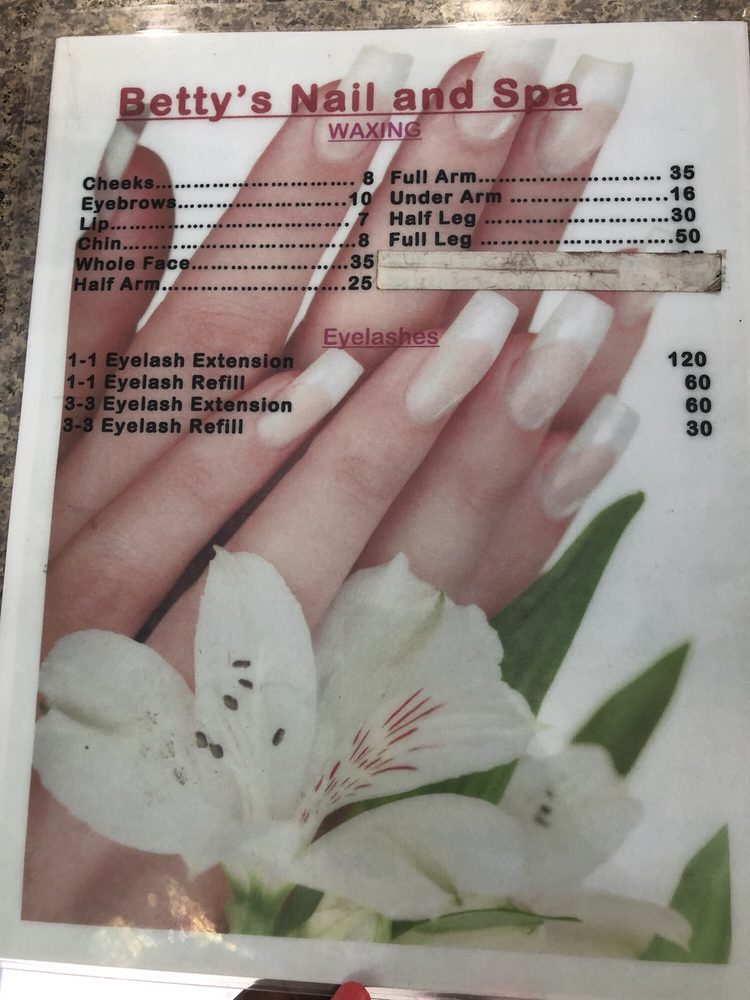 Betty's Nail and Spa
WAXING
Cheeks..................................8
Eyebrows............................10
Lip.........................................7
Chin......................................8
Whole Face.........................35
Half Arm..............................25
Full Arm................................ 35
Under Arm ...........................16
Half Leg ...............................30
Full Leg ...............................50
Eyelashes
1-1 Eyelash Extension 120
1-1 Eyelash Refill 60
3-3 Eyelash Extension 60
3-3 Eyelash Refill 30